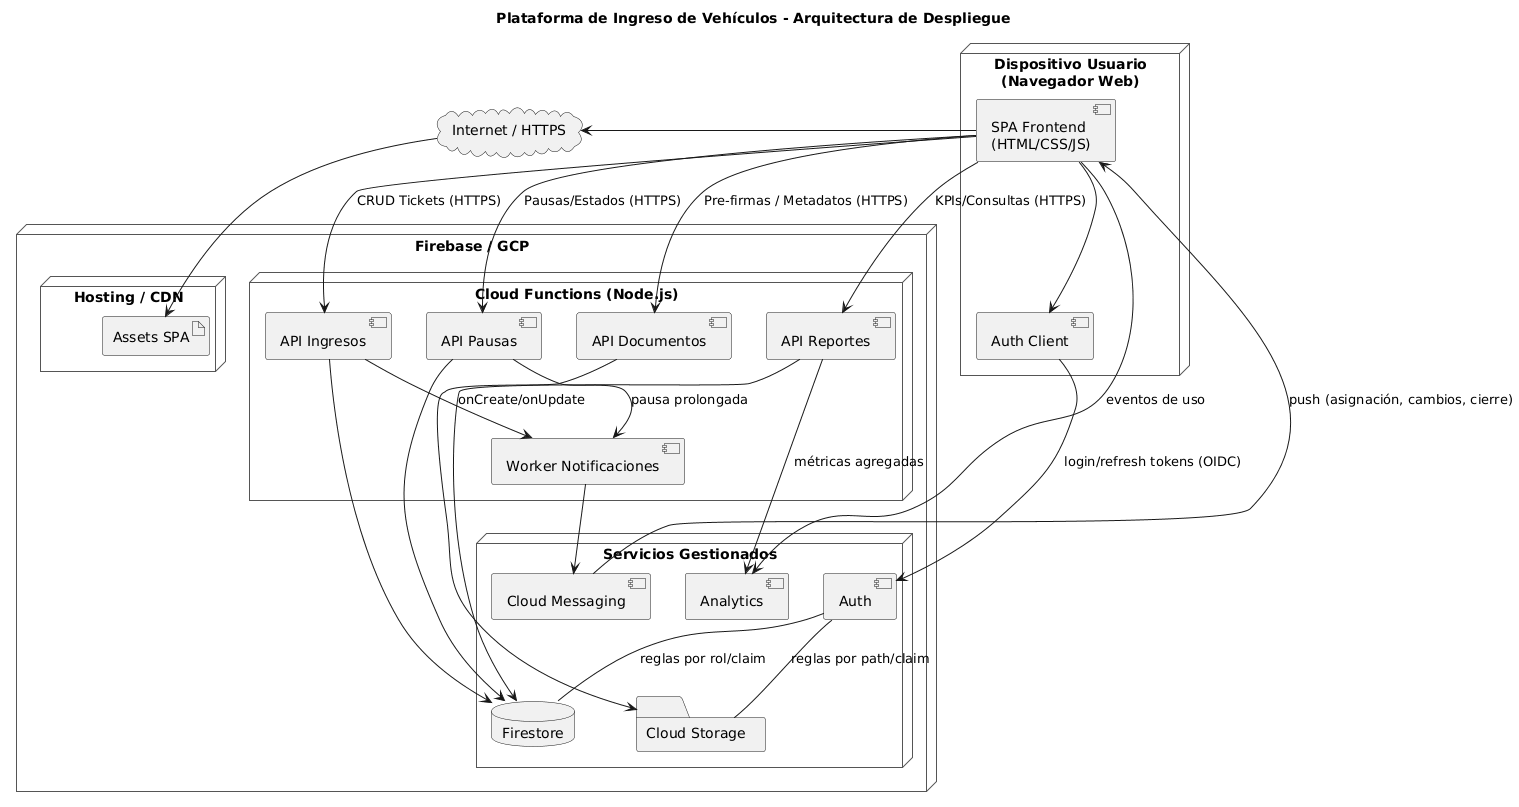 Plataforma de Ingreso de Vehículos - Arquitectura de Despliegue
Dispositivo Usuario
(Navegador Web)
SPA Frontend
(HTML/CSS/JS)
Internet / HTTPS
CRUD Tickets (HTTPS)
Pausas/Estados (HTTPS)
Pre-firmas / Metadatos (HTTPS)
KPIs/Consultas (HTTPS)
Firebase / GCP
Hosting / CDN
Assets SPA
Cloud Functions (Node.js)
API Ingresos
API Pausas
API Documentos
API Reportes
Auth Client
onCreate/onUpdate
pausa prolongada
eventos de uso
push (asignación, cambios, cierre)
Worker Notificaciones
métricas agregadas
login/refresh tokens (OIDC)
Servicios Gestionados
Cloud Messaging
Analytics
Auth
reglas por rol/claim
reglas por path/claim
Firestore
Cloud Storage